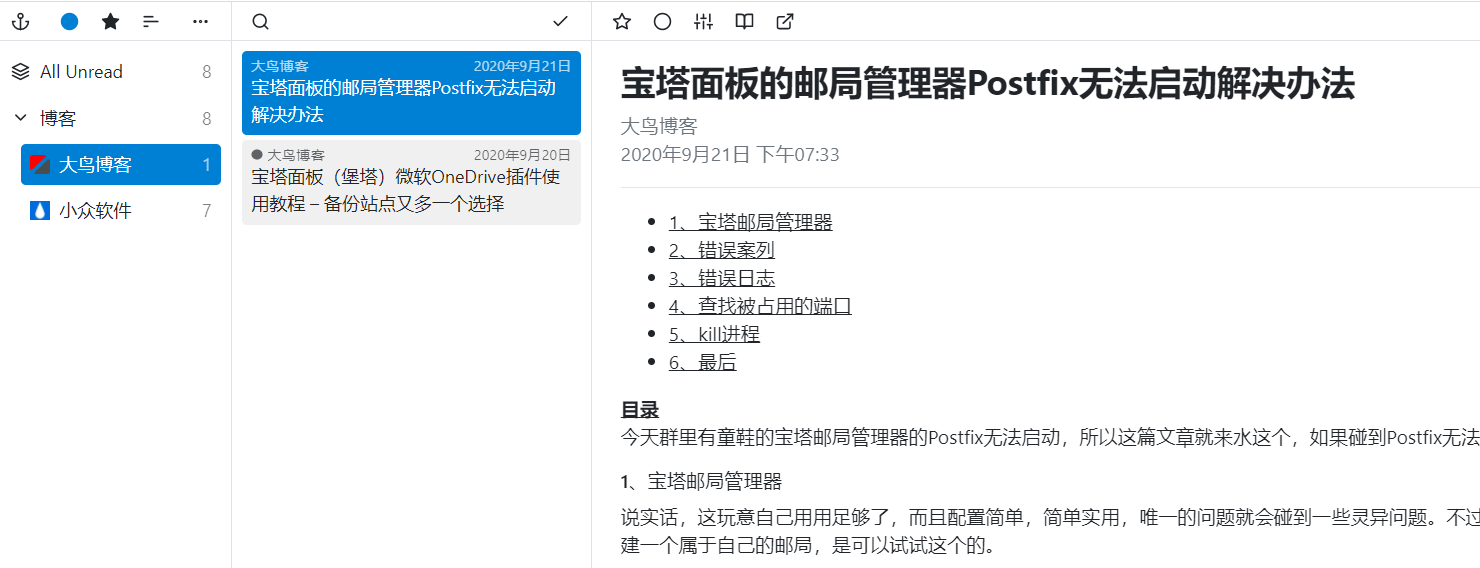 All Unread 8
博客 8
大鸟博客 1
小众软件 7
大鸟博客 2020年9月21日
宝塔面板的邮局管理器Postfix无法启动
解决办法
大鸟博客 2020年9月20日
宝塔面板（堡塔）微软OneDrive插件使
用教程 – 备份站点又多一个选择
宝塔面板的邮局管理器Postfix无法启动解决办法
大鸟博客
2020年9月21日 下午07:33
1、宝塔邮局管理器
2、错误案列
3、错误日志
4、查找被占用的端口
5、kill进程
6、最后
目录
今天群里有童鞋的宝塔邮局管理器的Postfix无法启动，所以这篇文章就来水这个，如果碰到Postfix无法
1、宝塔邮局管理器
说实话，这玩意自己用用足够了，而且配置简单，简单实用，唯一的问题就会碰到一些灵异问题。不过
建一个属于自己的邮局，是可以试试这个的。